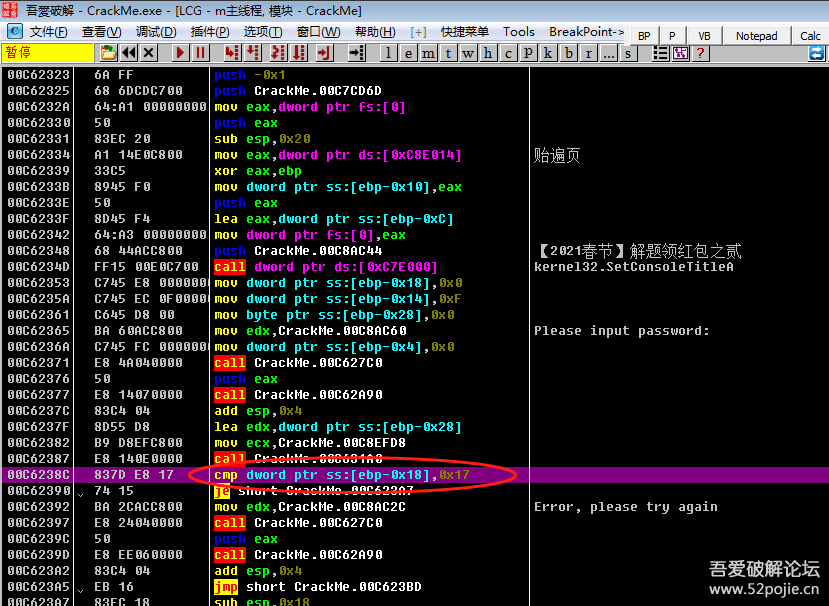 吾爱破解 - CrackMe.exe - [LCG - m主线程, 模块 - CrackMe]
文件(F) 查看(V) 调试(D) 插件(P) 选项(T) 窗口(W) 帮助(H) [+] 快捷菜单 Tools BreakPoint-> BP P VB Notepad Calc
暂停 l e m t w h c p k b r ... s ?
00C62323 6A FF push -0x1
00C62325 68 6DCDC700 push CrackMe.00C7CD6D
00C6232A 64:A1 00000000 mov eax,dword ptr fs:[0]
00C62330 50 push eax
00C62331 83EC 20 sub esp,0x20
00C62334 A1 14E0C800 mov eax,dword ptr ds:[0xC8E014] 贻遍页
00C62339 33C5 xor eax,ebp
00C6233B 8945 F0 mov dword ptr ss:[ebp-0x10],eax
00C6233E 50 push eax
00C6233F 8D45 F4 lea eax,dword ptr ss:[ebp-0xC]
00C62342 64:A3 00000000 mov dword ptr fs:[0],eax
00C62348 68 44ACC800 push CrackMe.00C8AC44 【2021春节】解题领红包之贰
00C6234D FF15 00E0C700 call dword ptr ds:[0xC7E000] kernel32.SetConsoleTitleA
00C62353 C745 E8 0000000 mov dword ptr ss:[ebp-0x18],0x0
00C6235A C745 EC 0F00000 mov dword ptr ss:[ebp-0x14],0xF
00C62361 C645 D8 00 mov byte ptr ss:[ebp-0x28],0x0
00C62365 BA 60ACC800 mov edx,CrackMe.00C8AC60 Please input password:
00C6236A C745 FC 0000000 mov dword ptr ss:[ebp-0x4],0x0
00C62371 E8 4A040000 call CrackMe.00C627C0
00C62376 50 push eax
00C62377 E8 14070000 call CrackMe.00C62A90
00C6237C 83C4 04 add esp,0x4
00C6237F 8D55 D8 lea edx,dword ptr ss:[ebp-0x28]
00C62382 B9 D8EFC800 mov ecx,CrackMe.00C8EFD8
00C62387 E8 140E0000 call CrackMe.00C631A0
00C6238C 837D E8 17 cmp dword ptr ss:[ebp-0x18],0x17
00C62390 74 15 je short CrackMe.00C623A7
00C62392 BA 2CACC800 mov edx,CrackMe.00C8AC2C Error, please try again
00C62397 E8 24040000 call CrackMe.00C627C0
00C6239C 50 push eax
00C6239D E8 EE060000 call CrackMe.00C62A90
00C623A2 83C4 04 add esp,0x4
00C623A5 EB 16 jmp short CrackMe.00C623BD
00C623A7 83EC 18 sub esp,0x18
吾爱破解论坛
www.52pojie.cn